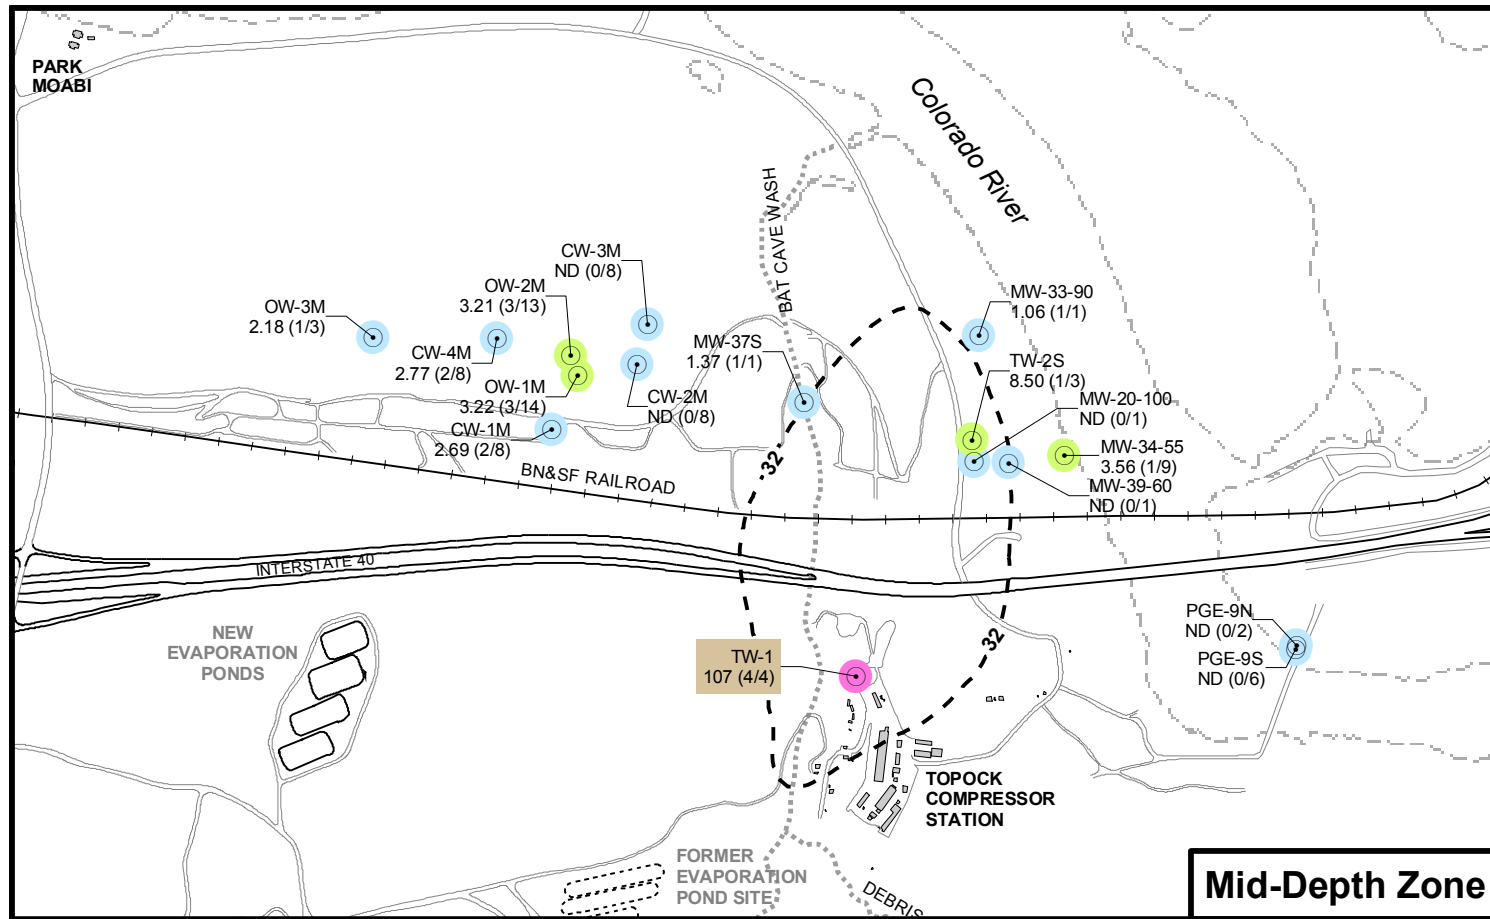 PARK
MOABI
Colorado River
BAT CAVE WASH
CW-3M
ND (0/8)
OW-2M
3.21 (3/13)
OW-3M
2.18 (1/3)
CW-4M
2.77 (2/8)
OW-1M
3.22 (3/14)
CW-1M
2.69 (2/8)
CW-2M
ND (0/8)
MW-37S
1.37 (1/1)
MW-33-90
1.06 (1/1)
TW-2S
8.50 (1/3)
MW-20-100
ND (0/1)
MW-34-55
3.56 (1/9)
MW-39-60
ND (0/1)
32
BN&SF RAILROAD
INTERSTATE 40
NEW
EVAPORATION
PONDS
TW-1
107 (4/4)
32
PGE-9N
ND (0/2)
PGE-9S
ND (0/6)
TOPOCK
COMPRESSOR
STATION
FORMER
EVAPORATION
POND SITE
DEBRIS
Mid-Depth Zone